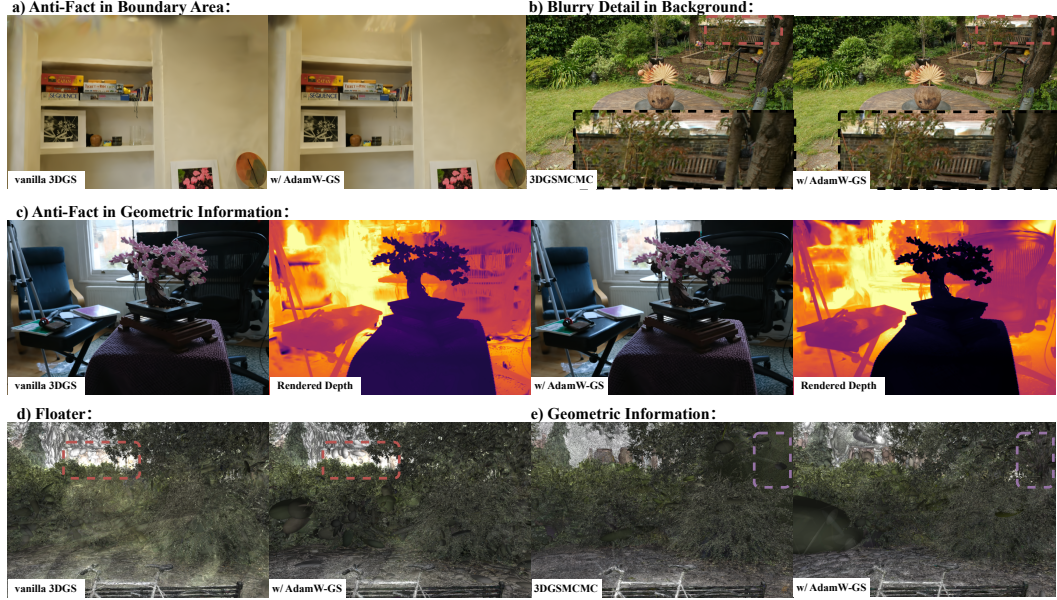 a) Anti-Fact in Boundary Area:
b) Blurry Detail in Background:
SEQUENCE
vanilla 3DGS
w/ AdamW-GS
3DGSMCMC
w/ AdamW-GS
c) Anti-Fact in Geometric Information:
vanilla 3DGS
Rendered Depth
w/ AdamW-GS
Rendered Depth
d) Floater:
e) Geometric Information:
vanilla 3DGS
w/ AdamW-GS
3DGSMCMC
w/ AdamW-GS